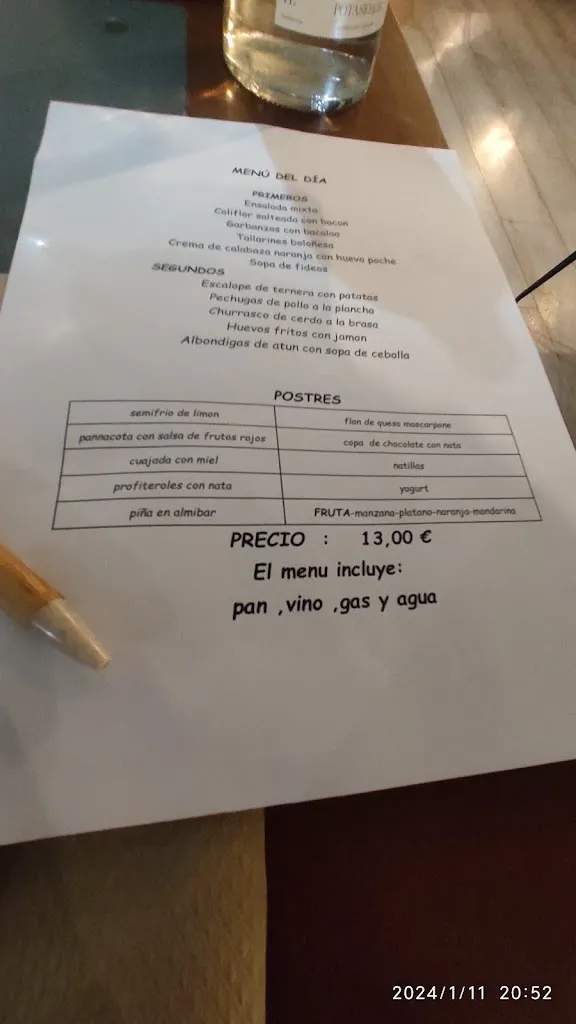 POTASIO
MENÚ DEL DÍA
PRIMEROS
Ensalada mixta
Coliflor salteada con bacon
Garbanzos con bacalao
Tallarines boloñesa
Crema de calabaza naranja con huevo poche
Sopa de fideos
SEGUNDOS
Escalope de ternera con patatas
Pechugas de pollo a la plancha
Churrasco de cerdo a la brasa
Huevos fritos con jamon
Albondigas de atun con sopa de cebolla
POSTRES
semifrio de limon
flan de queso mascarpone
pannacota con salsa de frutos rojos
copa de chocolate con nata
cuajada con miel
natillas
profiteroles con nata
yogurt
piña en almibar
FRUTA-manzana-platano-naranja-mandarina
PRECIO : 13,00 €
El menu incluye:
pan ,vino ,gas y agua
2024/1/11 20:52